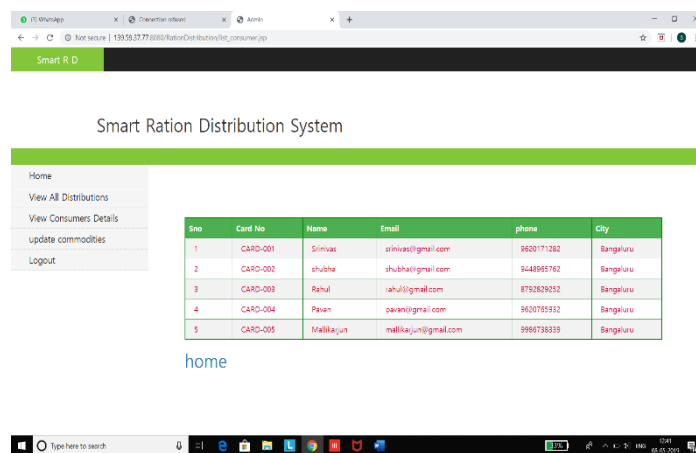 (1) WhatsApp
Connection refused
Admin
Not secure | 139.59.37.77:8080/RationDistribution/list_consumer.jsp
Smart R D
Smart Ration Distribution System
Home
View All Distributions
View Consumers Details
update commodities
Logout
Sno Card No Name Email phone City
1 CARD-001 Srinivas srinivas@gmail.com 9620171282 Bangaluru
2 CARD-002 shubha shubha@gmail.com 9448965762 Bangaluru
3 CARD-003 Rahul rahul@gmail.com 8792829252 Bangaluru
4 CARD-004 Pavan pavan@gmail.com 9620765932 Bangaluru
5 CARD-005 Mallikarjun mallikarjun@gmail.com 9986738339 Bangaluru
home
Type here to search
ENG
12:41